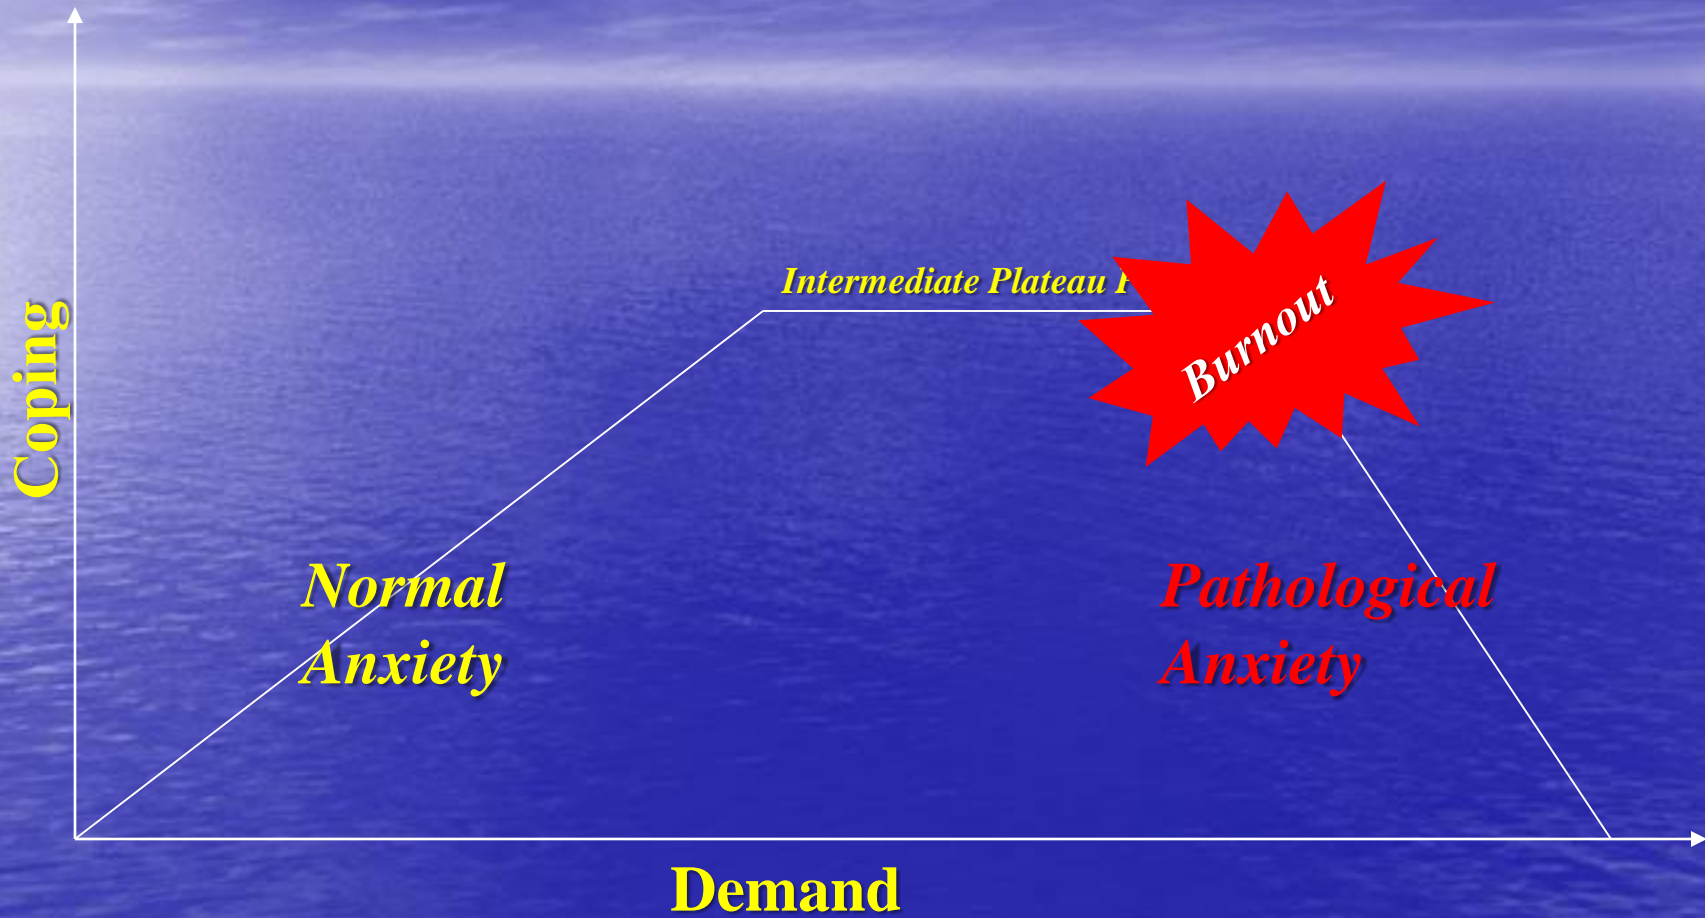 Intermediate Plateau
Burnout
Coping
Normal
Anxiety
Pathological
Anxiety
Demand